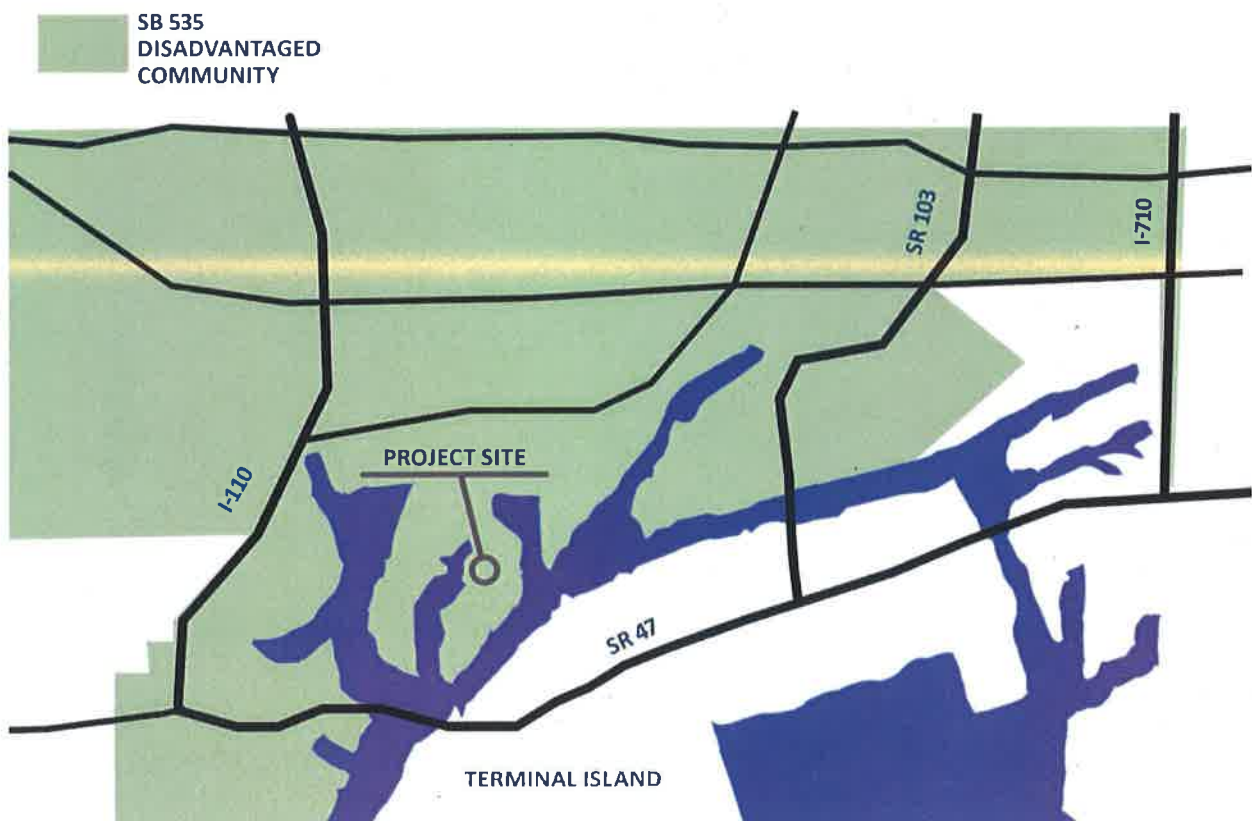 SB 535
DISADVANTAGED
COMMUNITY
SR 103
I-710
PROJECT SITE
I-110
SR 47
TERMINAL ISLAND